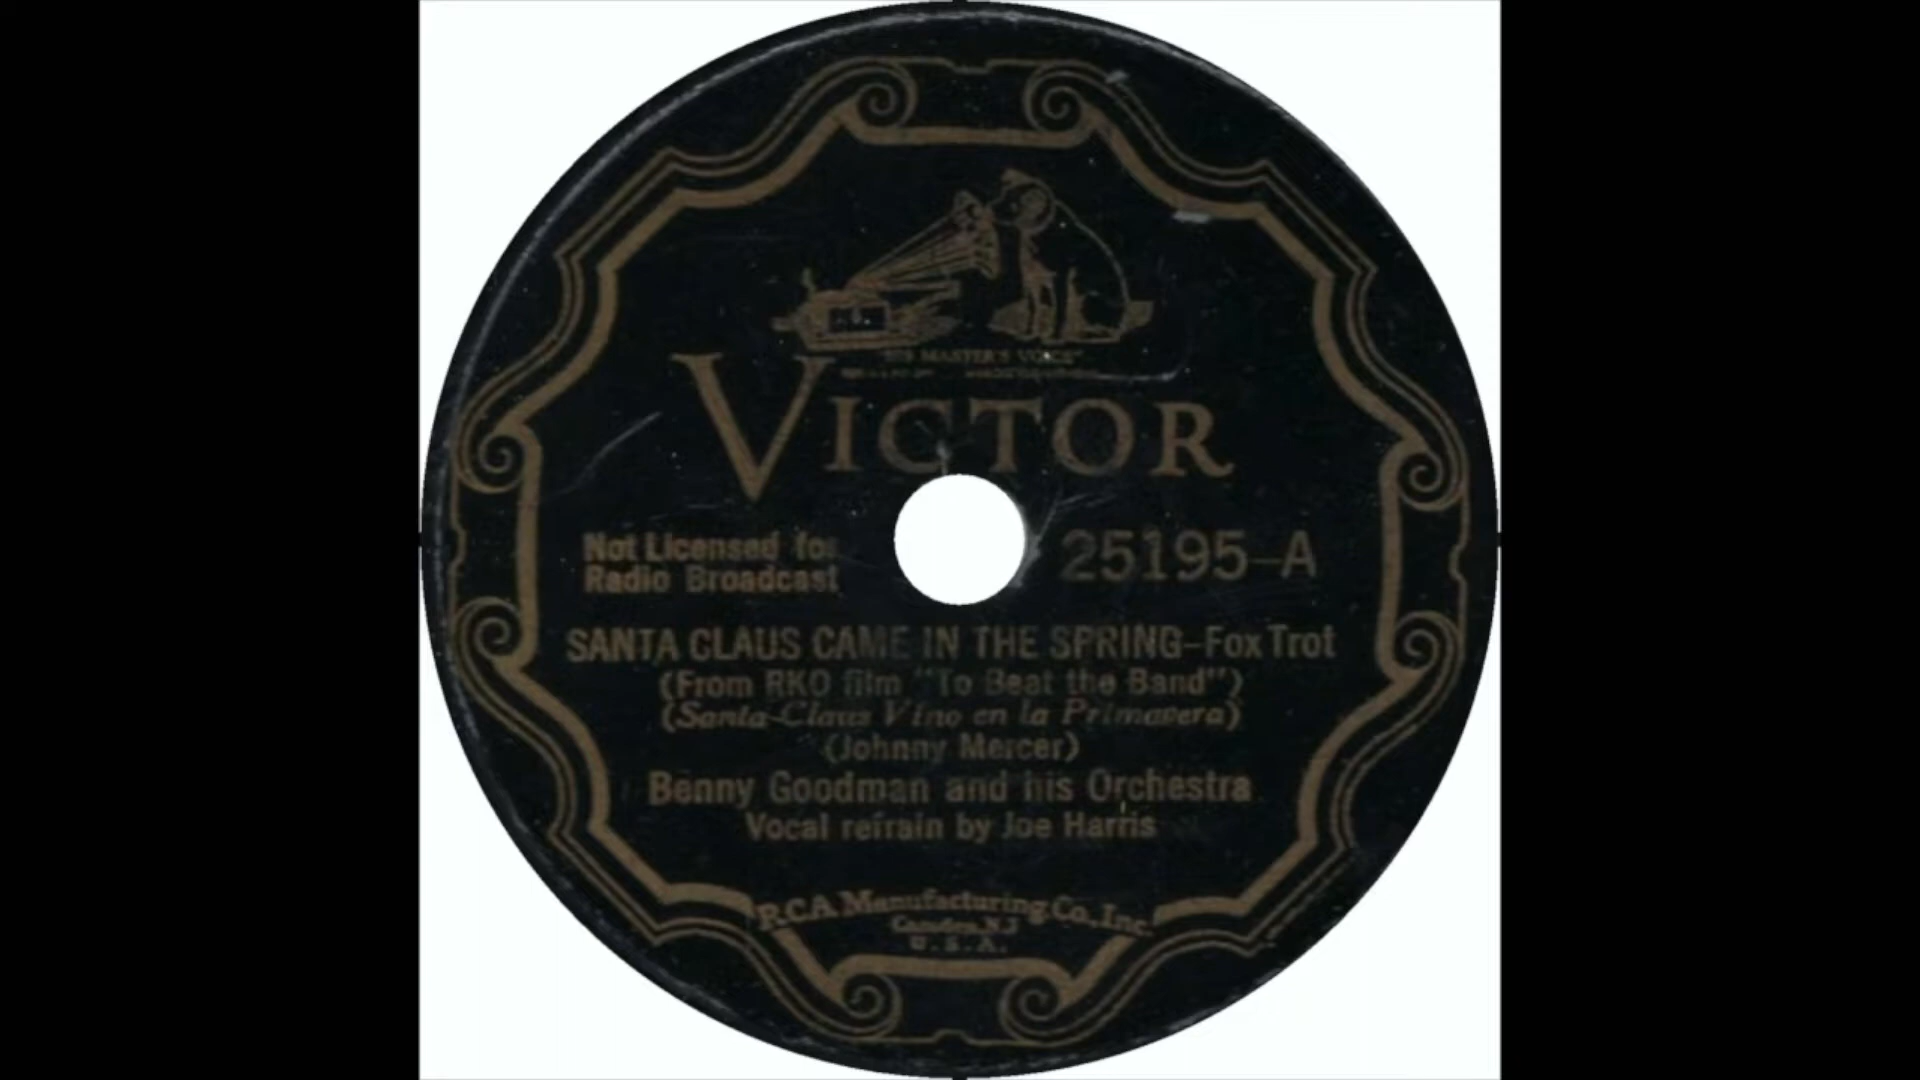 "HIS MASTER'S VOICE"
VICTOR
Not Licensed for
Radio Broadcast
25195-A
SANTA CLAUS CAME IN THE SPRING-Fox Trot
(From RKO film "To Beat the Band")
(Santa Claus Vino en la Primavera)
(Johnny Mercer)
Benny Goodman and his Orchestra
Vocal refrain by Joe Harris
RCA Manufacturing Co., Inc.
Camden, N.J.
U.S.A.